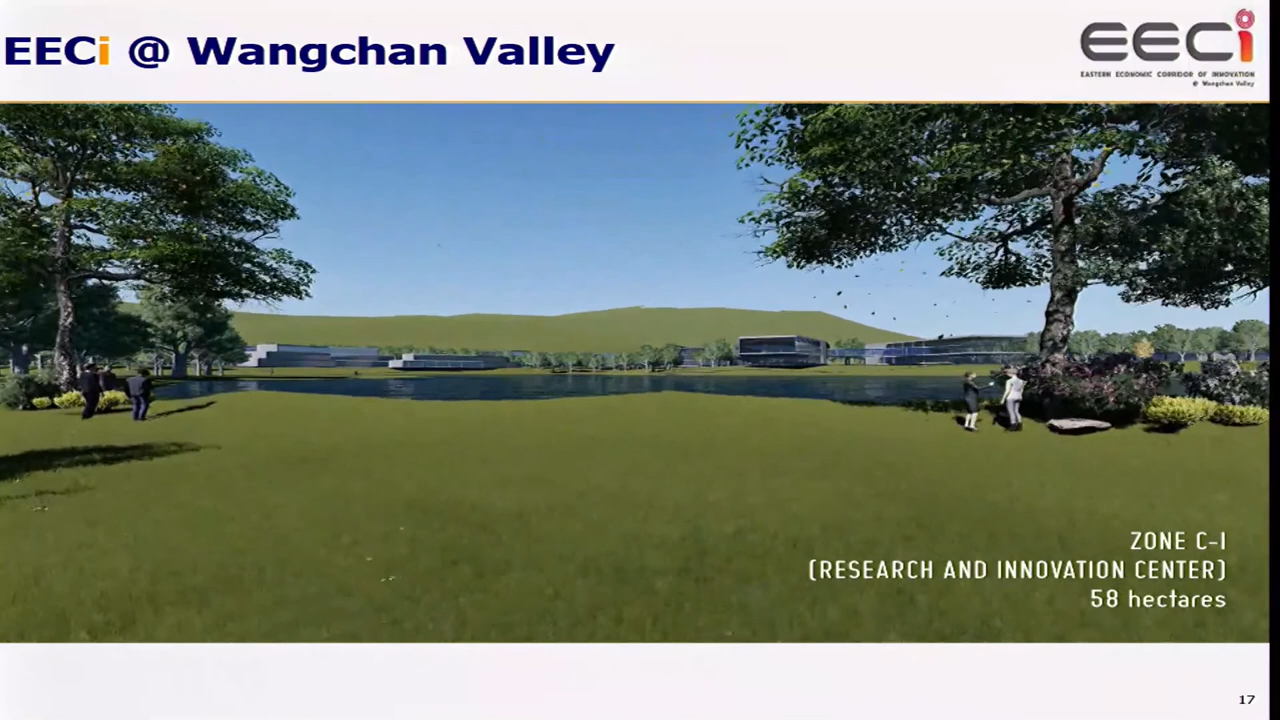 EECi @ Wangchan Valley
EECi
EASTERN ECONOMIC CORRIDOR OF INNOVATION
@ Wangchan Valley
ZONE C-I
(RESEARCH AND INNOVATION CENTER)
58 hectares
17